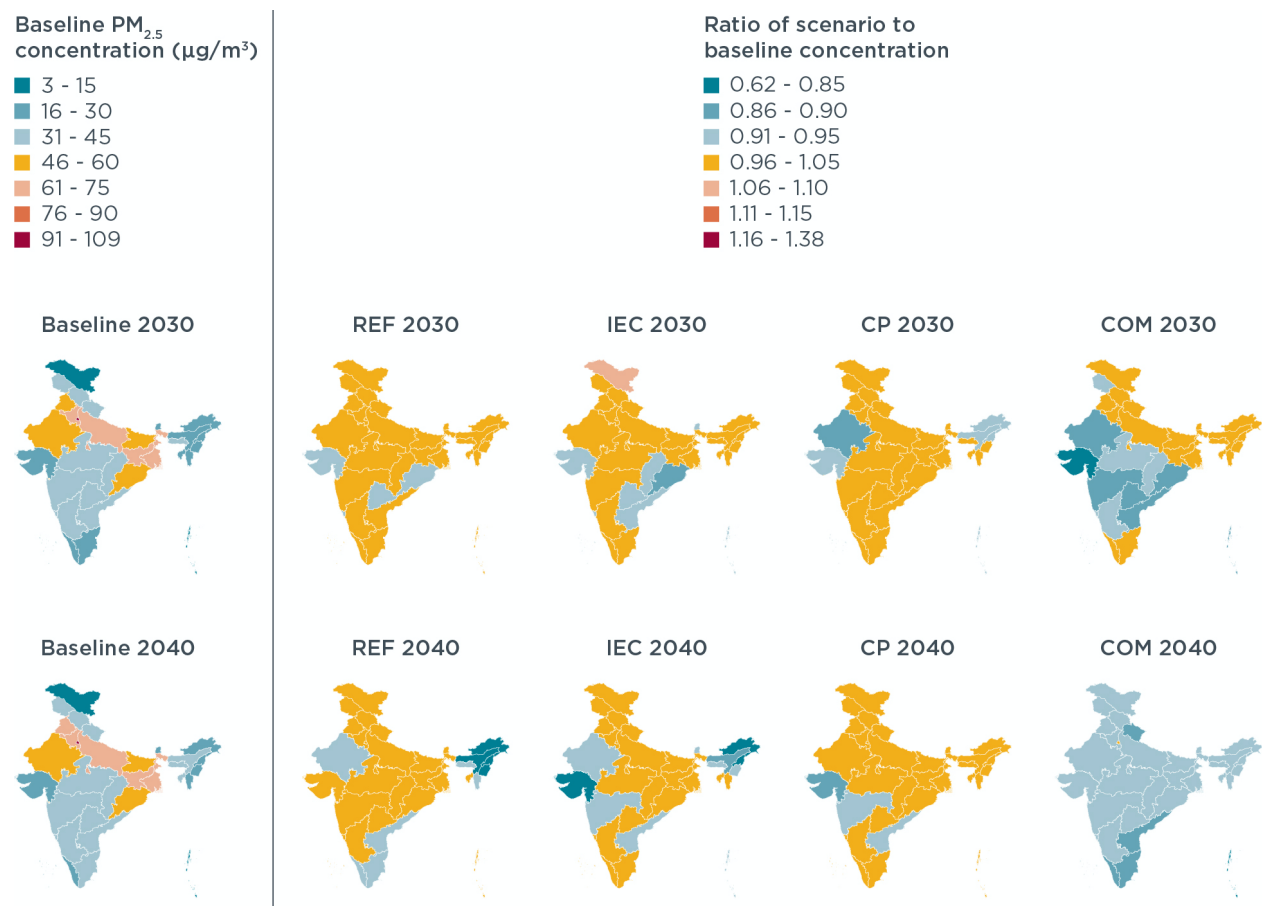 Baseline PM2.5
concentration (µg/m³)
3 - 15
16 - 30
31 - 45
46 - 60
61 - 75
76 - 90
91 - 109
Ratio of scenario to
baseline concentration
0.62 - 0.85
0.86 - 0.90
0.91 - 0.95
0.96 - 1.05
1.06 - 1.10
1.11 - 1.15
1.16 - 1.38
Baseline 2030
REF 2030
IEC 2030
CP 2030
COM 2030
Baseline 2040
REF 2040
IEC 2040
CP 2040
COM 2040